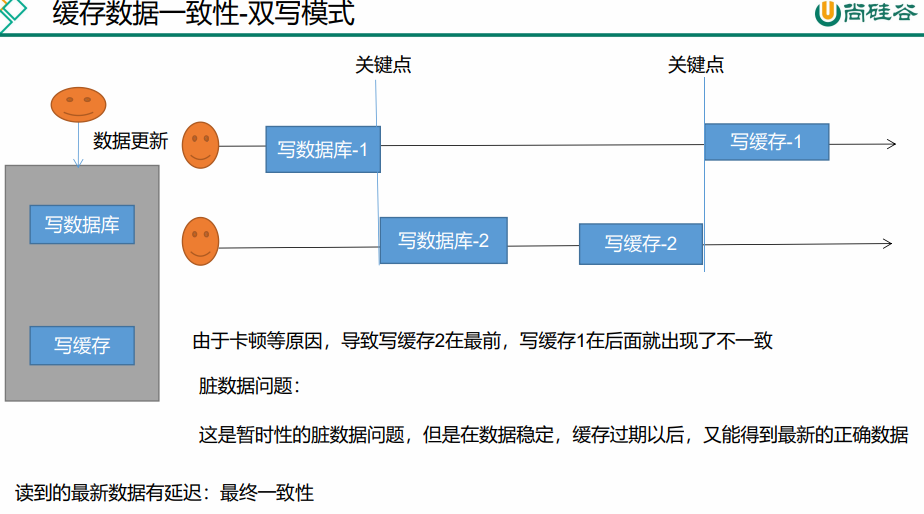 缓存数据一致性-双写模式
尚硅谷
关键点
关键点
数据更新
写数据库-1
写缓存-1
写数据库
写数据库-2
写缓存-2
写缓存
由于卡顿等原因，导致写缓存2在最前，写缓存1在后面就出现了不一致
脏数据问题：
这是暂时性的脏数据问题，但是在数据稳定，缓存过期以后，又能得到最新的正确数据
读到的最新数据有延迟：最终一致性